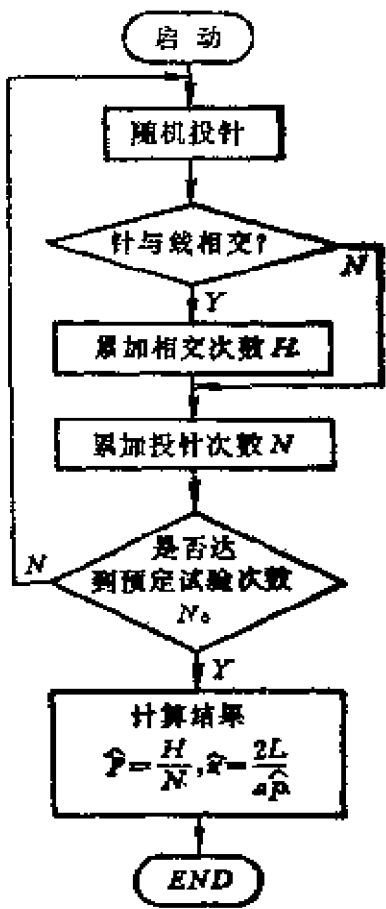 启动
随机投针
针与线相交?
N
Y
累加相交次数 H
累加投针次数 N
是否达
N
到预定试验次数
N₀
Y
计算结果
p̂=H/N, π̂=2L/ap̂
END